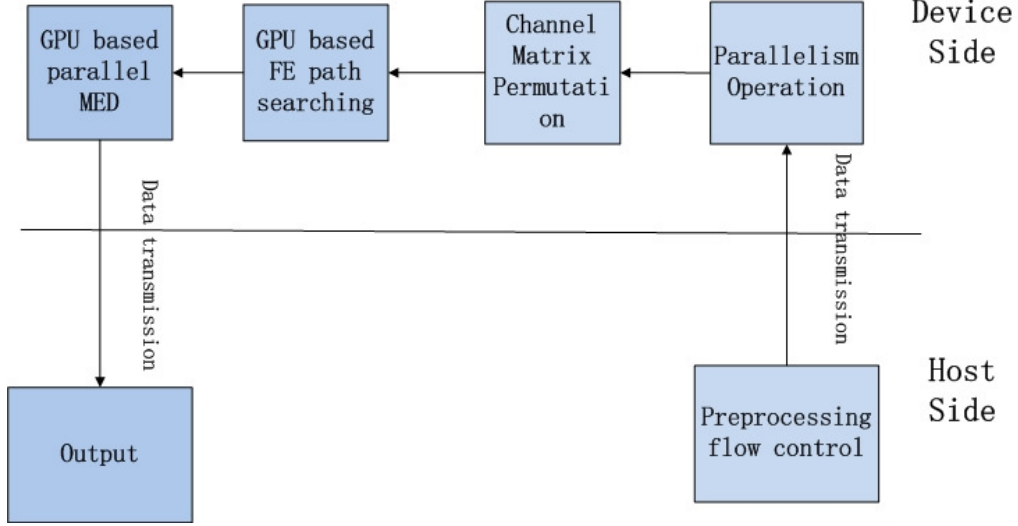 GPU based
parallel
MED
GPU based
FE path
searching
Channel
Matrix
Permutati
on
Parallelism
Operation
Device
Side
Data transmission
Data transmission
Output
Preprocessing
flow control
Host
Side